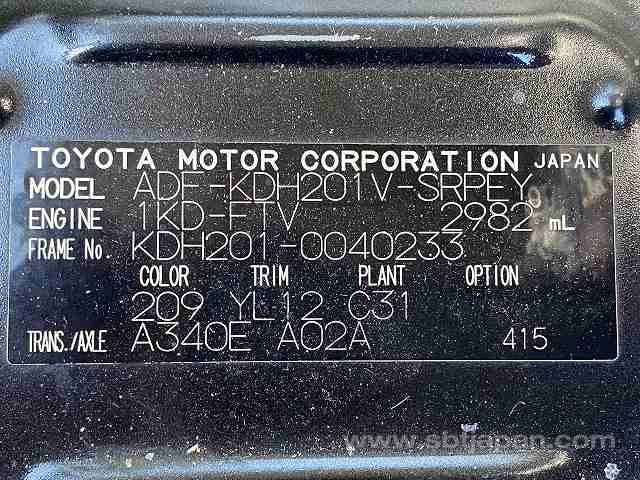 TOYOTA MOTOR CORPORATION JAPAN
MODEL ADF-KDH201V-SRPEY
ENGINE 1KD-FTV 2982 mL
FRAME No. KDH201-0040233
COLOR TRIM PLANT OPTION
209 YL12 C31
TRANS./AXLE A340E A02A 415
www.sbtjapan.com